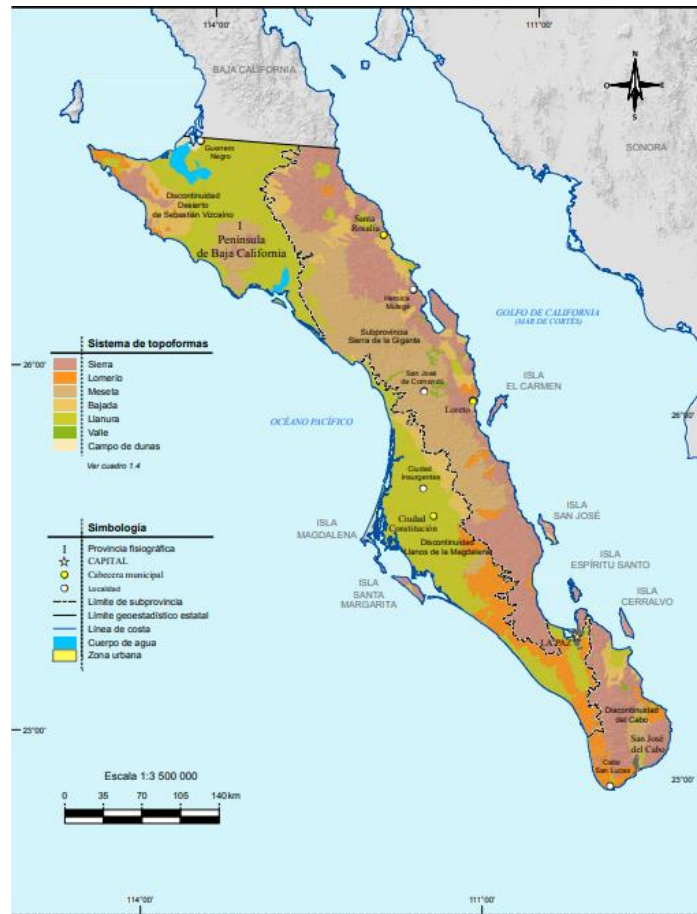 114°00'
111°00'
N
O
E
S
BAJA CALIFORNIA
SONORA
Guerrero
Negro
Discontinuidad
Desierto
de Sebastián Vizcaíno
I
Península
de Baja California
Santa
Rosalía
Heroica
Mulegé
GOLFO DE CALIFORNIA
(MAR DE CORTÉS)
Subprovincia
Sierra de la Giganta
Sistema de topoformas
Sierra
Lomerío
Meseta
Bajada
Llanura
Valle
Campo de dunas
Ver cuadro 1.4
26°00'
26°00'
San José
de Comondú
Loreto
ISLA
EL CARMEN
OCÉANO PACÍFICO
Ciudad
Insurgentes
Ciudad
Constitución
Discontinuidad
Llanos de la Magdalena
ISLA
MAGDALENA
ISLA
SANTA
MARGARITA
ISLA
SAN JOSÉ
ISLA
ESPÍRITU SANTO
ISLA
CERRALVO
Simbología
I Provincia fisiográfica
CAPITAL
Cabecera municipal
Localidad
Límite de subprovincia
Límite geoestadístico estatal
Línea de costa
Cuerpo de agua
Zona urbana
LA PAZ
Discontinuidad
del Cabo
San José
del Cabo
Cabo
San Lucas
23°00'
23°00'
Escala 1:3 500 000
0 35 70 105 140 km
114°00'
111°00'